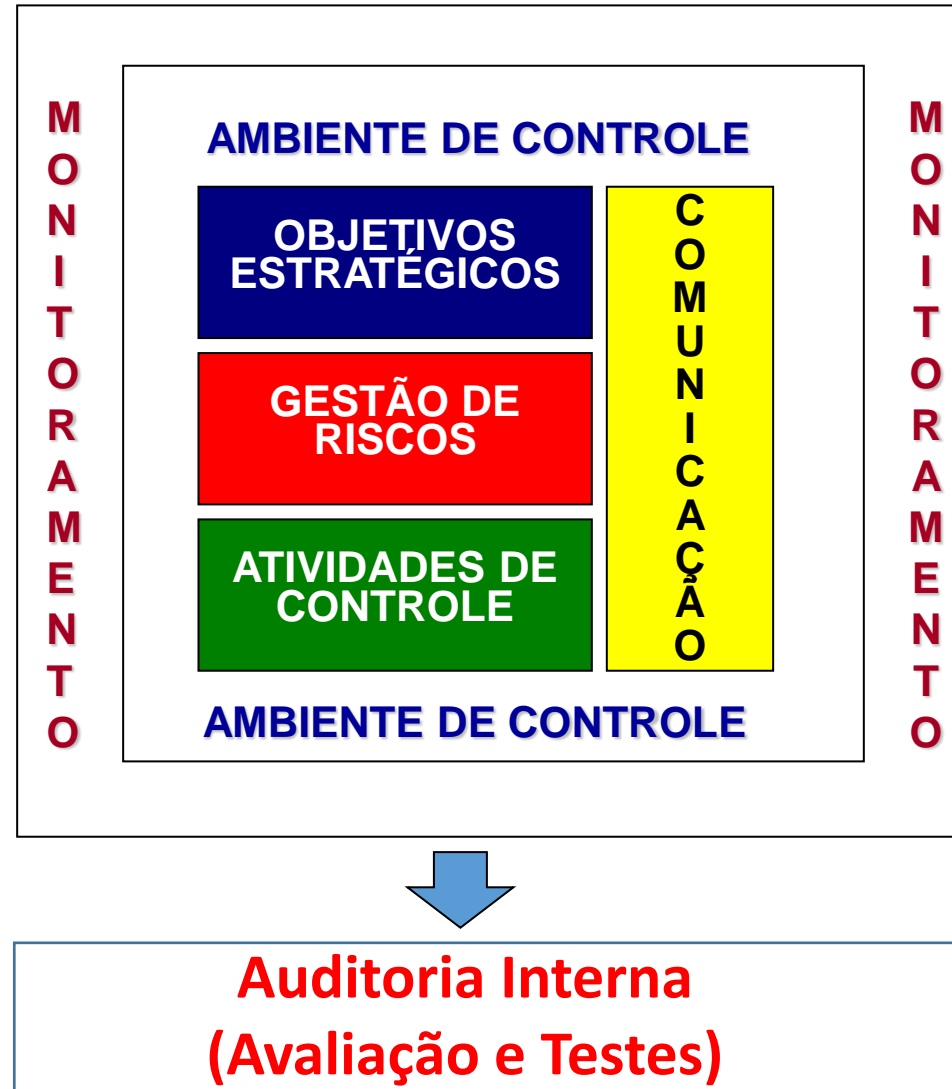 MONITORAMENTO
AMBIENTE DE CONTROLE
OBJETIVOS
ESTRATÉGICOS
GESTÃO DE
RISCOS
ATIVIDADES DE
CONTROLE
COMUNICAÇÃO
AMBIENTE DE CONTROLE
MONITORAMENTO
Auditoria Interna
(Avaliação e Testes)